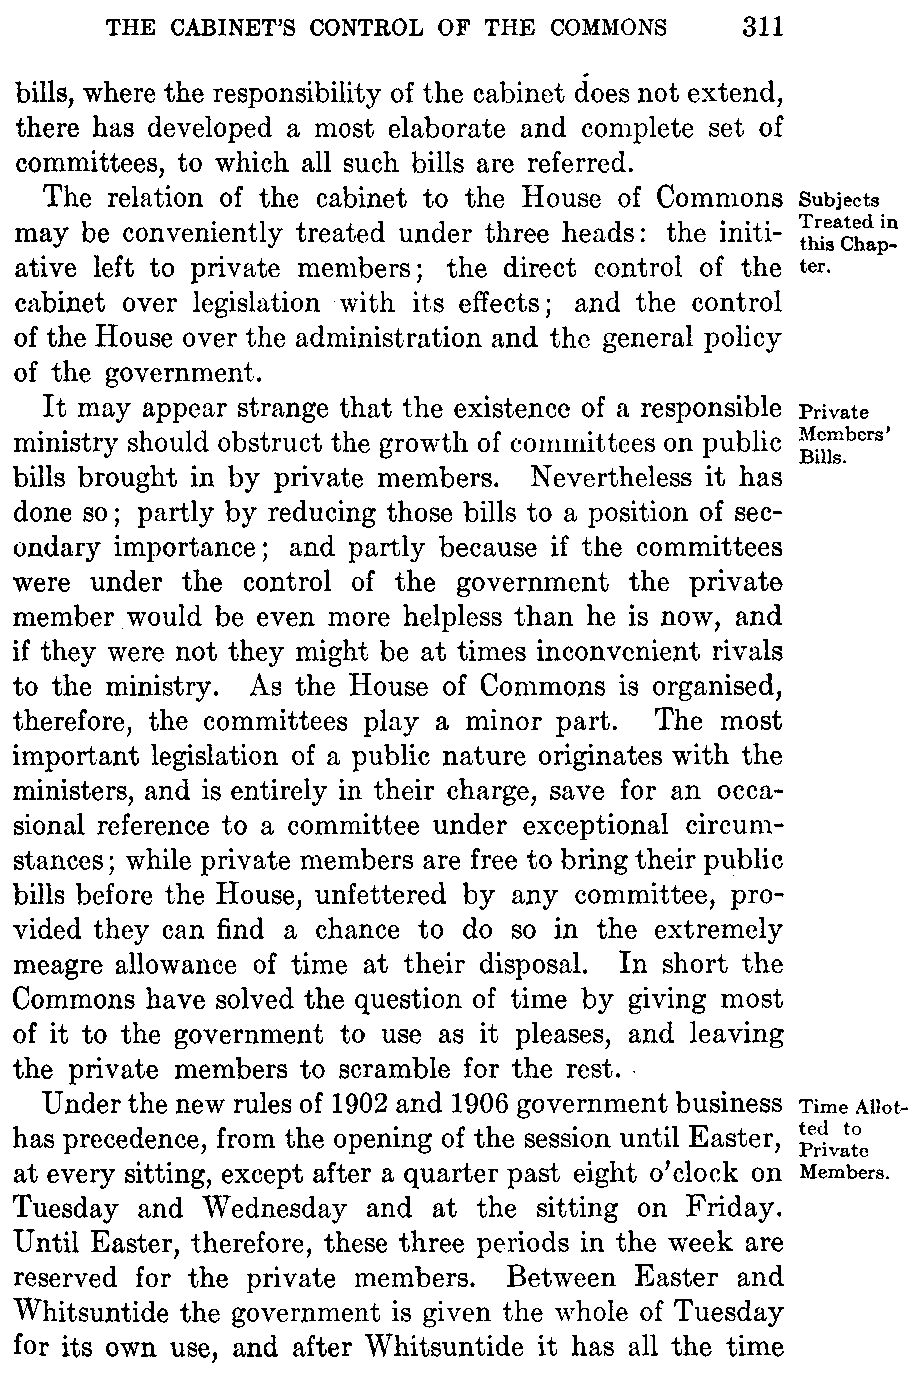 THE CABINET'S CONTROL OF THE COMMONS 311
bills, where the responsibility of the cabinet does not extend,
there has developed a most elaborate and complete set of
committees, to which all such bills are referred.
The relation of the cabinet to the House of Commons
may be conveniently treated under three heads: the initi-
ative left to private members; the direct control of the
cabinet over legislation with its effects; and the control
of the House over the administration and the general policy
of the government.
Subjects
Treated in
this Chap-
ter.
It may appear strange that the existence of a responsible
ministry should obstruct the growth of committees on public
bills brought in by private members. Nevertheless it has
done so; partly by reducing those bills to a position of sec-
ondary importance; and partly because if the committees
were under the control of the government the private
member would be even more helpless than he is now, and
if they were not they might be at times inconvenient rivals
to the ministry. As the House of Commons is organised,
therefore, the committees play a minor part. The most
important legislation of a public nature originates with the
ministers, and is entirely in their charge, save for an occa-
sional reference to a committee under exceptional circum-
stances; while private members are free to bring their public
bills before the House, unfettered by any committee, pro-
vided they can find a chance to do so in the extremely
meagre allowance of time at their disposal. In short the
Commons have solved the question of time by giving most
of it to the government to use as it pleases, and leaving
the private members to scramble for the rest.
Private
Members'
Bills.
Under the new rules of 1902 and 1906 government business
has precedence, from the opening of the session until Easter,
at every sitting, except after a quarter past eight o'clock on
Tuesday and Wednesday and at the sitting on Friday.
Until Easter, therefore, these three periods in the week are
reserved for the private members. Between Easter and
Whitsuntide the government is given the whole of Tuesday
for its own use, and after Whitsuntide it has all the time
Time Allot-
ted to
Private
Members.